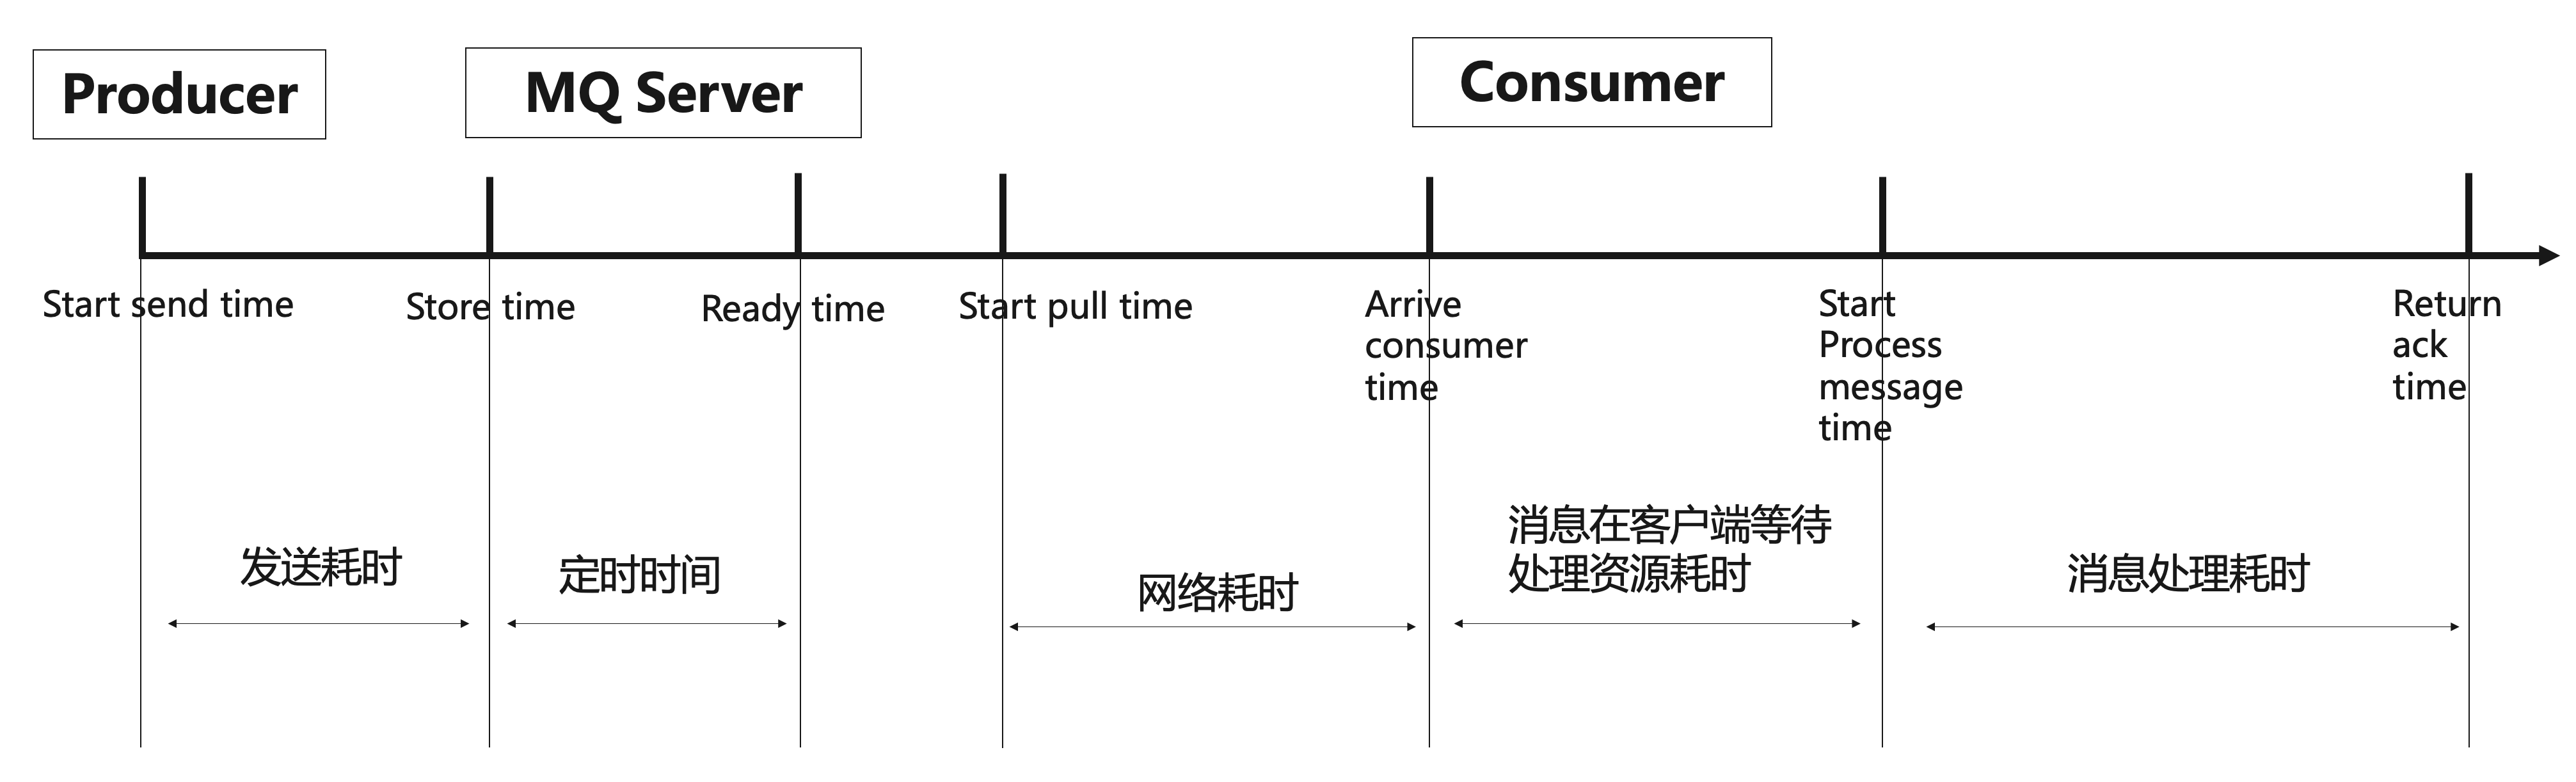 Producer
MQ Server
Consumer
Start send time
Store time
Ready time
Start pull time
Arrive
consumer
time
Start
Process
message
time
Return
ack
time
发送耗时
定时时间
网络耗时
消息在客户端等待
处理资源耗时
消息处理耗时